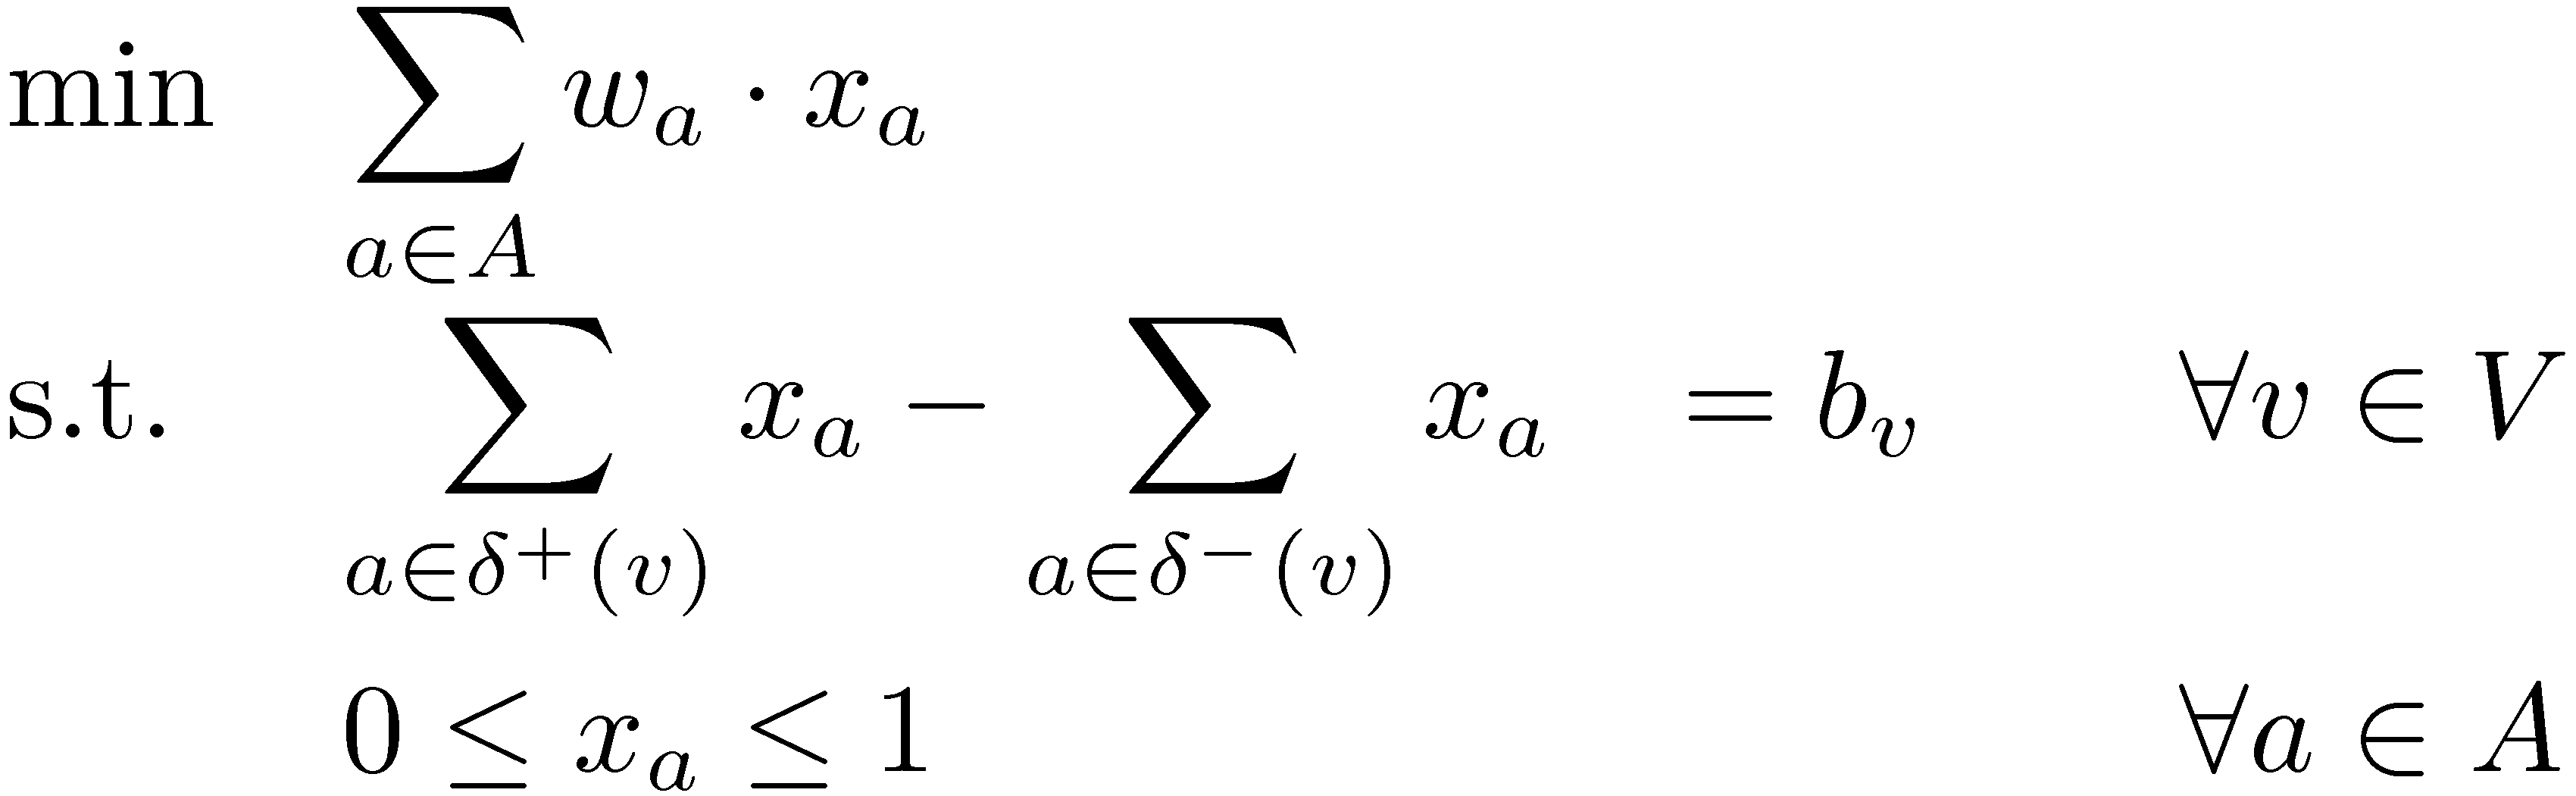 min ∑_{a∈A} w_a · x_a
s.t. ∑_{a∈δ⁺(v)} x_a − ∑_{a∈δ⁻(v)} x_a = b_v ∀v ∈ V
0 ≤ x_a ≤ 1 ∀a ∈ A